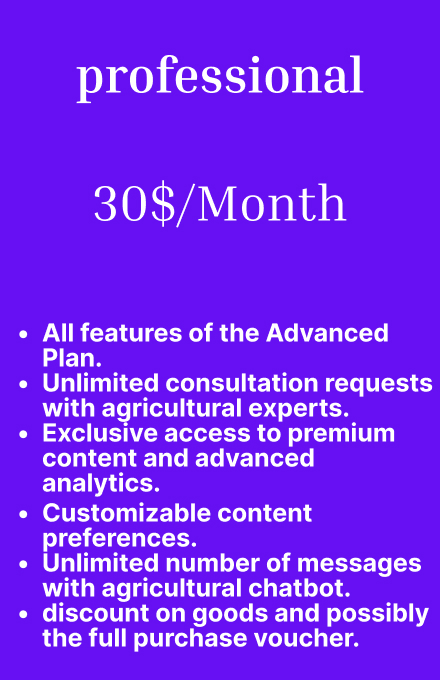 professional
30$/Month
• All features of the Advanced
Plan.
• Unlimited consultation requests
with agricultural experts.
• Exclusive access to premium
content and advanced
analytics.
• Customizable content
preferences.
• Unlimited number of messages
with agricultural chatbot.
• discount on goods and possibly
the full purchase voucher.